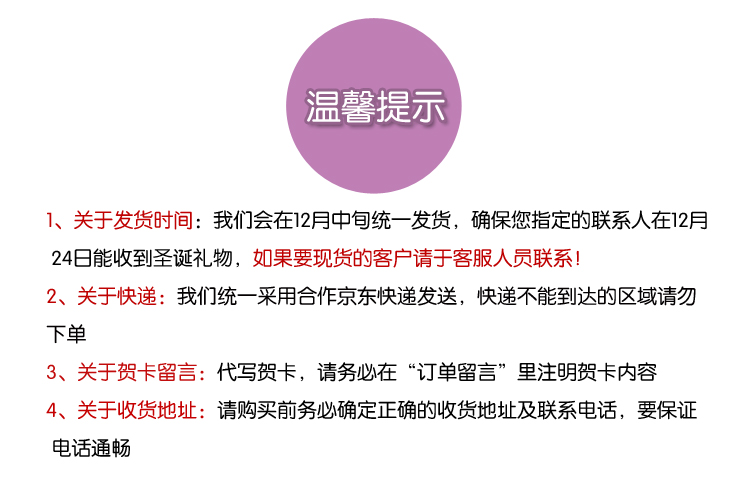 温馨提示
1、关于发货时间：我们会在12月中旬统一发货，确保您指定的联系人在12月
24日能收到圣诞礼物，如果要现货的客户请于客服人员联系！
2、关于快递：我们统一采用合作京东快递发送，快递不能到达的区域请勿
下单
3、关于贺卡留言：代写贺卡，请务必在“订单留言”里注明贺卡内容
4、关于收货地址：请购买前务必确定正确的收货地址及联系电话，要保证
电话通畅